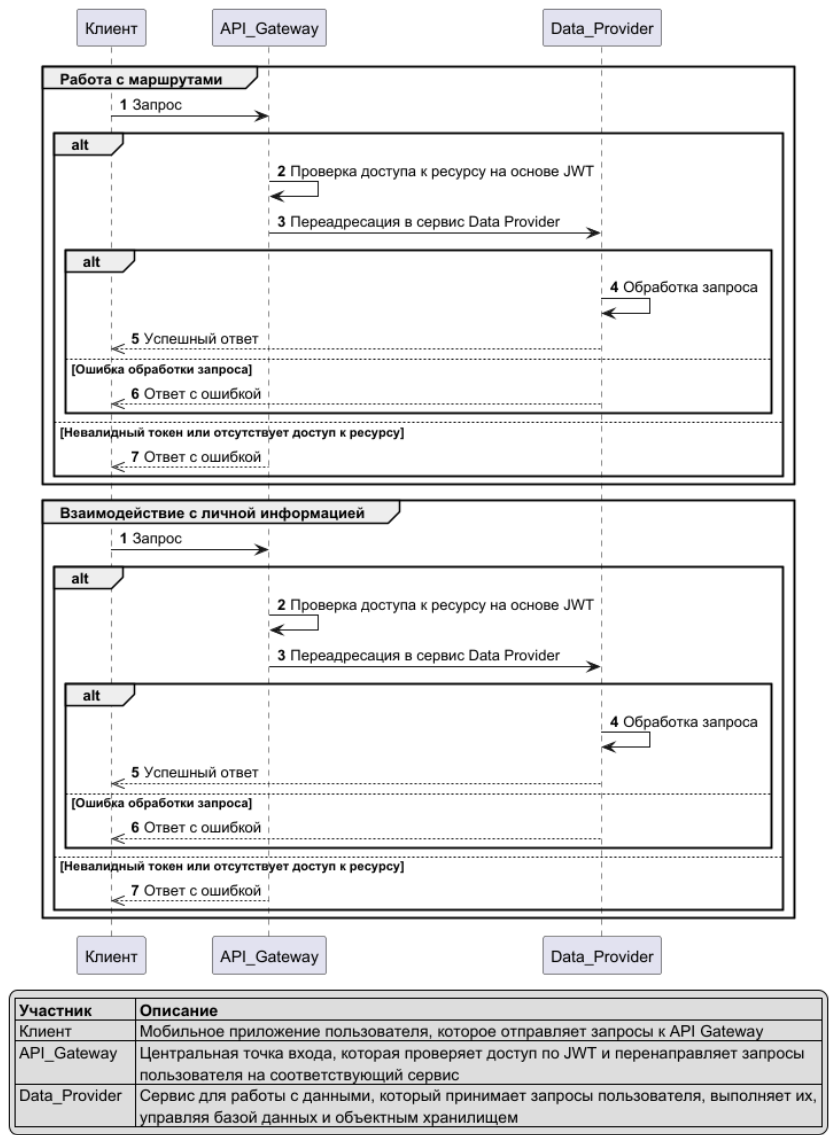 Клиент API_Gateway Data_Provider
Работа с маршрутами
1 Запрос
alt
2 Проверка доступа к ресурсу на основе JWT
3 Переадресация в сервис Data Provider
alt
4 Обработка запроса
5 Успешный ответ
[Ошибка обработки запроса]
6 Ответ с ошибкой
[Невалидный токен или отсутствует доступ к ресурсу]
7 Ответ с ошибкой
Взаимодействие с личной информацией
1 Запрос
alt
2 Проверка доступа к ресурсу на основе JWT
3 Переадресация в сервис Data Provider
alt
4 Обработка запроса
5 Успешный ответ
[Ошибка обработки запроса]
6 Ответ с ошибкой
[Невалидный токен или отсутствует доступ к ресурсу]
7 Ответ с ошибкой
Клиент API_Gateway Data_Provider
Участник Описание
Клиент Мобильное приложение пользователя, которое отправляет запросы к API Gateway
API_Gateway Центральная точка входа, которая проверяет доступ по JWT и перенаправляет запросы
пользователя на соответствующий сервис
Data_Provider Сервис для работы с данными, который принимает запросы пользователя, выполняет их,
управляя базой данных и объектным хранилищем